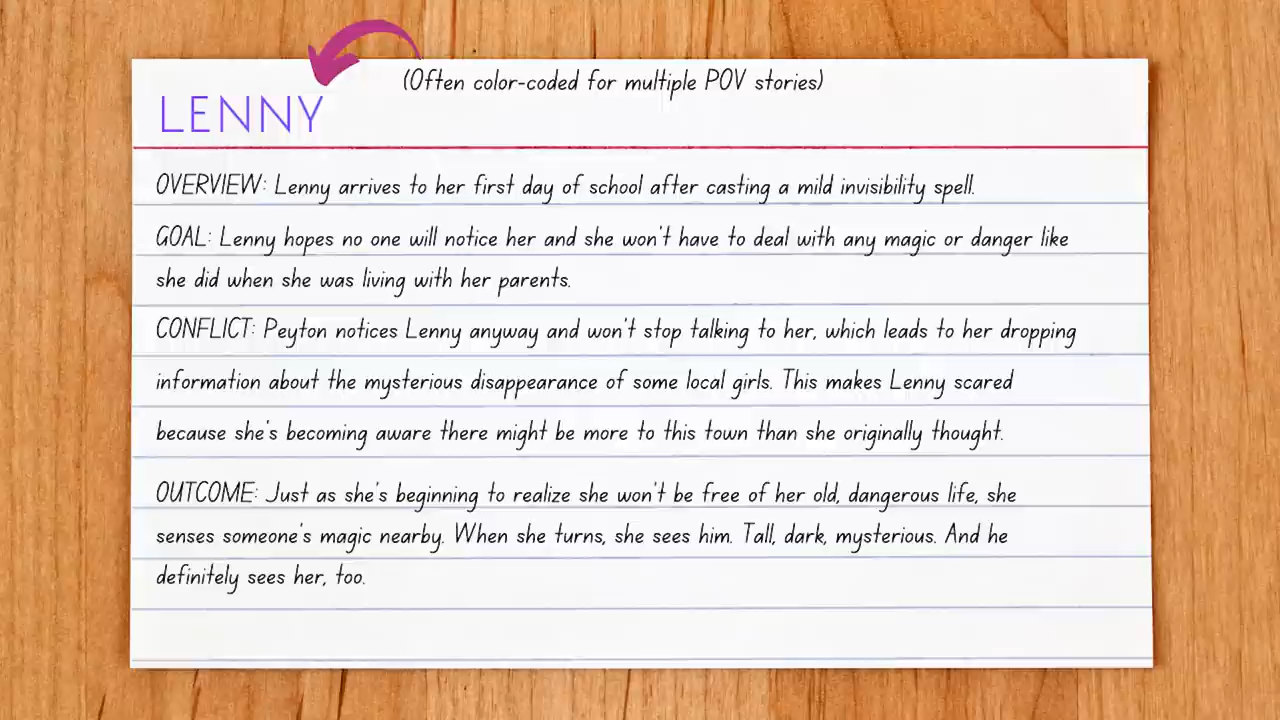 (Often color-coded for multiple POV stories)
LENNY
OVERVIEW: Lenny arrives to her first day of school after casting a mild invisibility spell.
GOAL: Lenny hopes no one will notice her and she won't have to deal with any magic or danger like
she did when she was living with her parents.
CONFLICT: Peyton notices Lenny anyway and won't stop talking to her, which leads to her dropping
information about the mysterious disappearance of some local girls. This makes Lenny scared
because she's becoming aware there might be more to this town than she originally thought.
OUTCOME: Just as she's beginning to realize she won't be free of her old, dangerous life, she
senses someone's magic nearby. When she turns, she sees him. Tall, dark, mysterious. And he
definitely sees her, too.